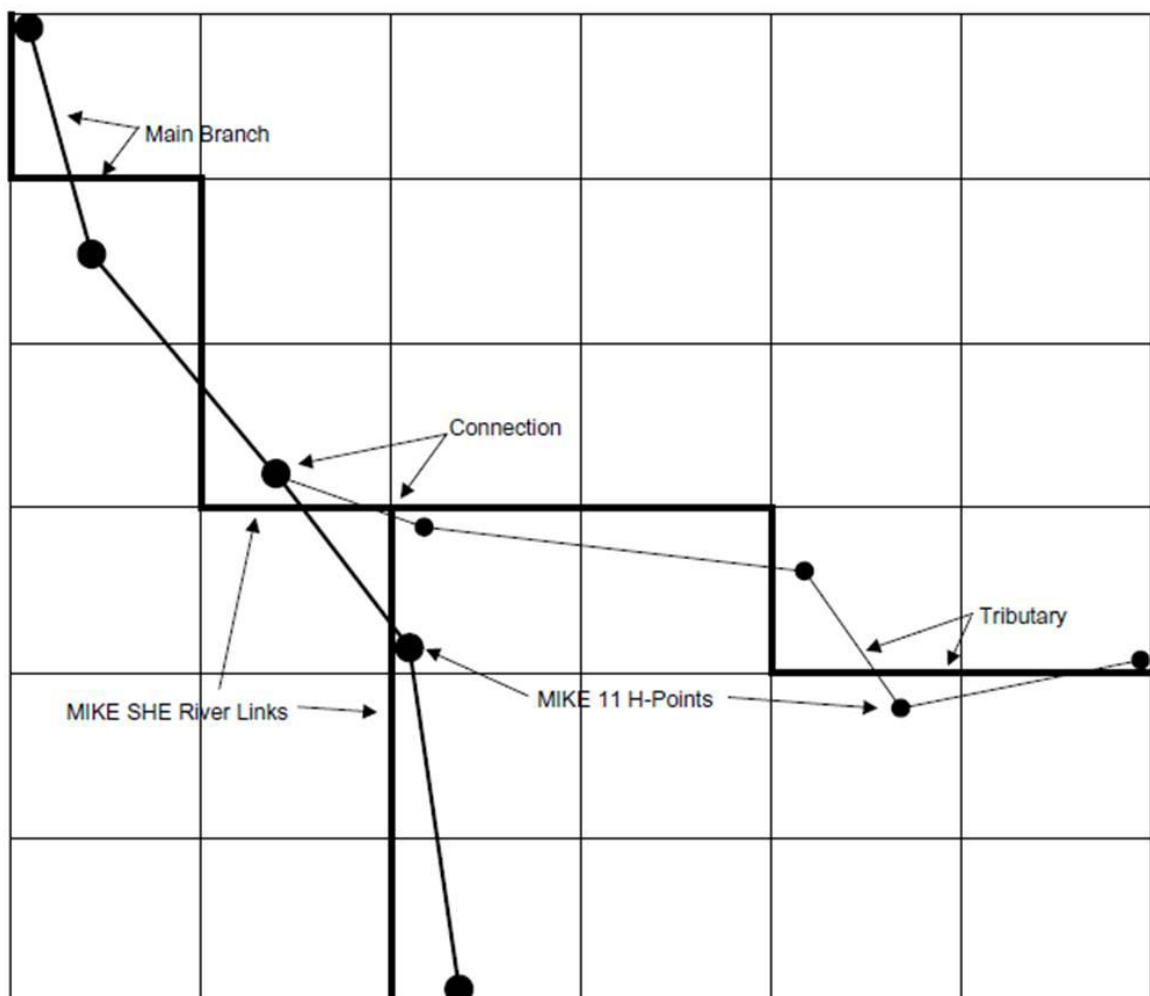 Main Branch
Connection
Tributary
MIKE 11 H-Points
MIKE SHE River Links